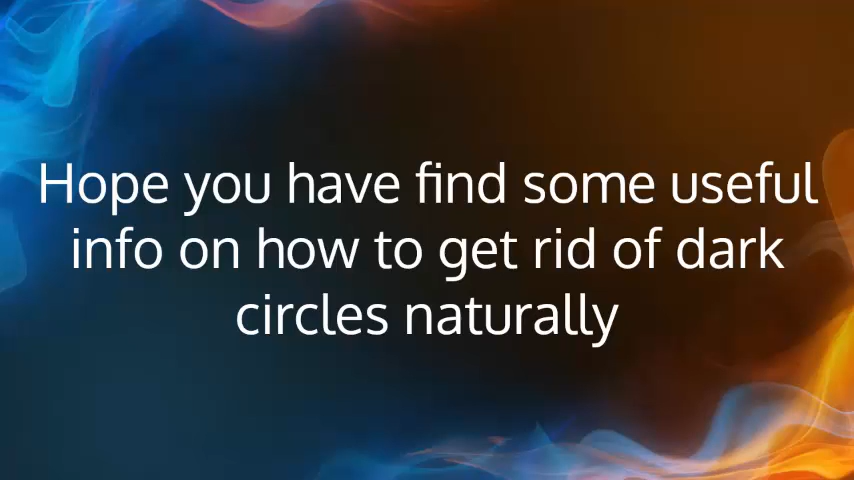 Hope you have find some useful
info on how to get rid of dark
circles naturally